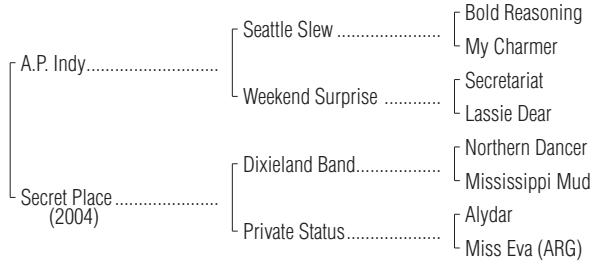 Bold Reasoning
Seattle Slew ....................
My Charmer
A.P. Indy.........................
Secretariat
Weekend Surprise ...........
Lassie Dear
Northern Dancer
Dixieland Band................
Mississippi Mud
Secret Place ....................
(2004)
Alydar
Private Status..................
Miss Eva (ARG)